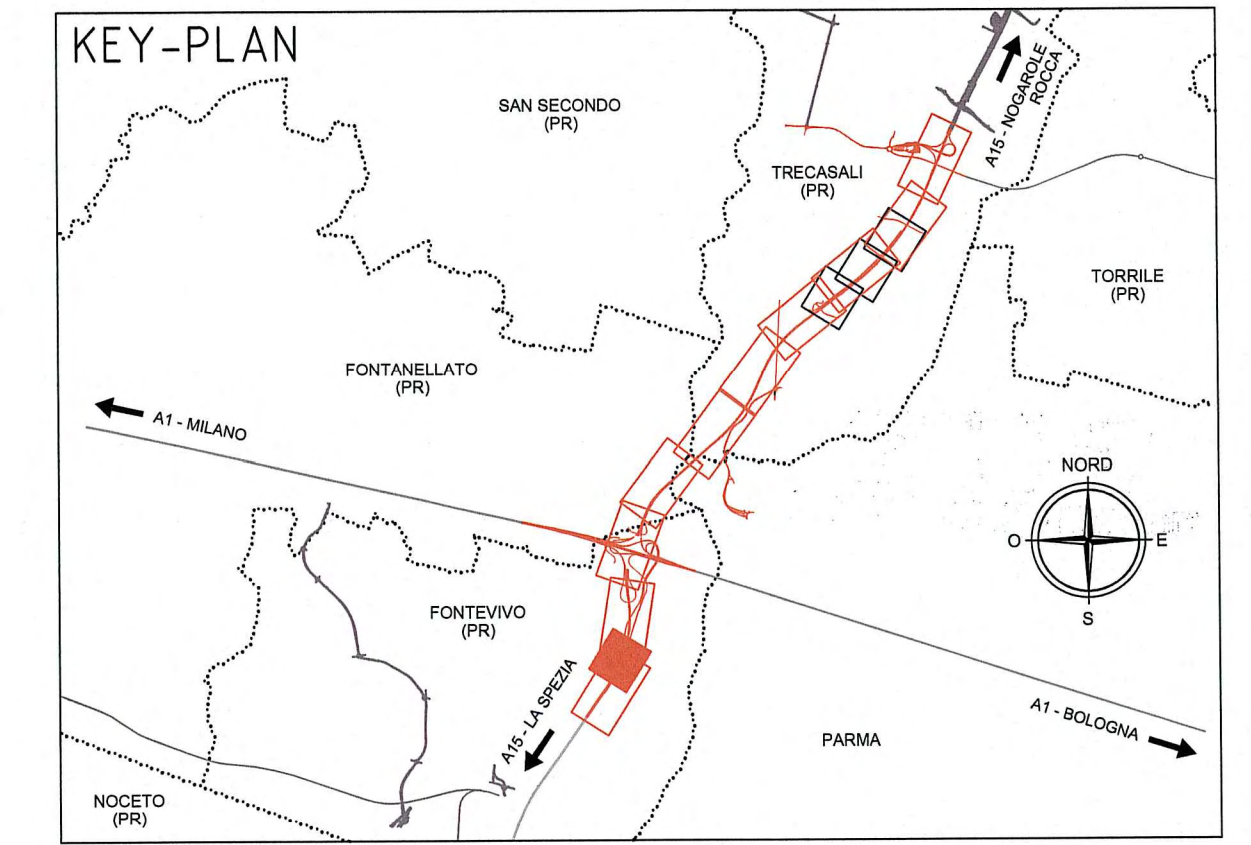 KEY-PLAN
SAN SECONDO
(PR)
A15 - NOGAROLE
ROCCA
TRECASALI
(PR)
TORRILE
(PR)
FONTANELLATO
(PR)
A1 - MILANO
NORD
O
E
S
FONTEVIVO
(PR)
A15 - LA SPEZIA
A1 - BOLOGNA
PARMA
NOCETO
(PR)